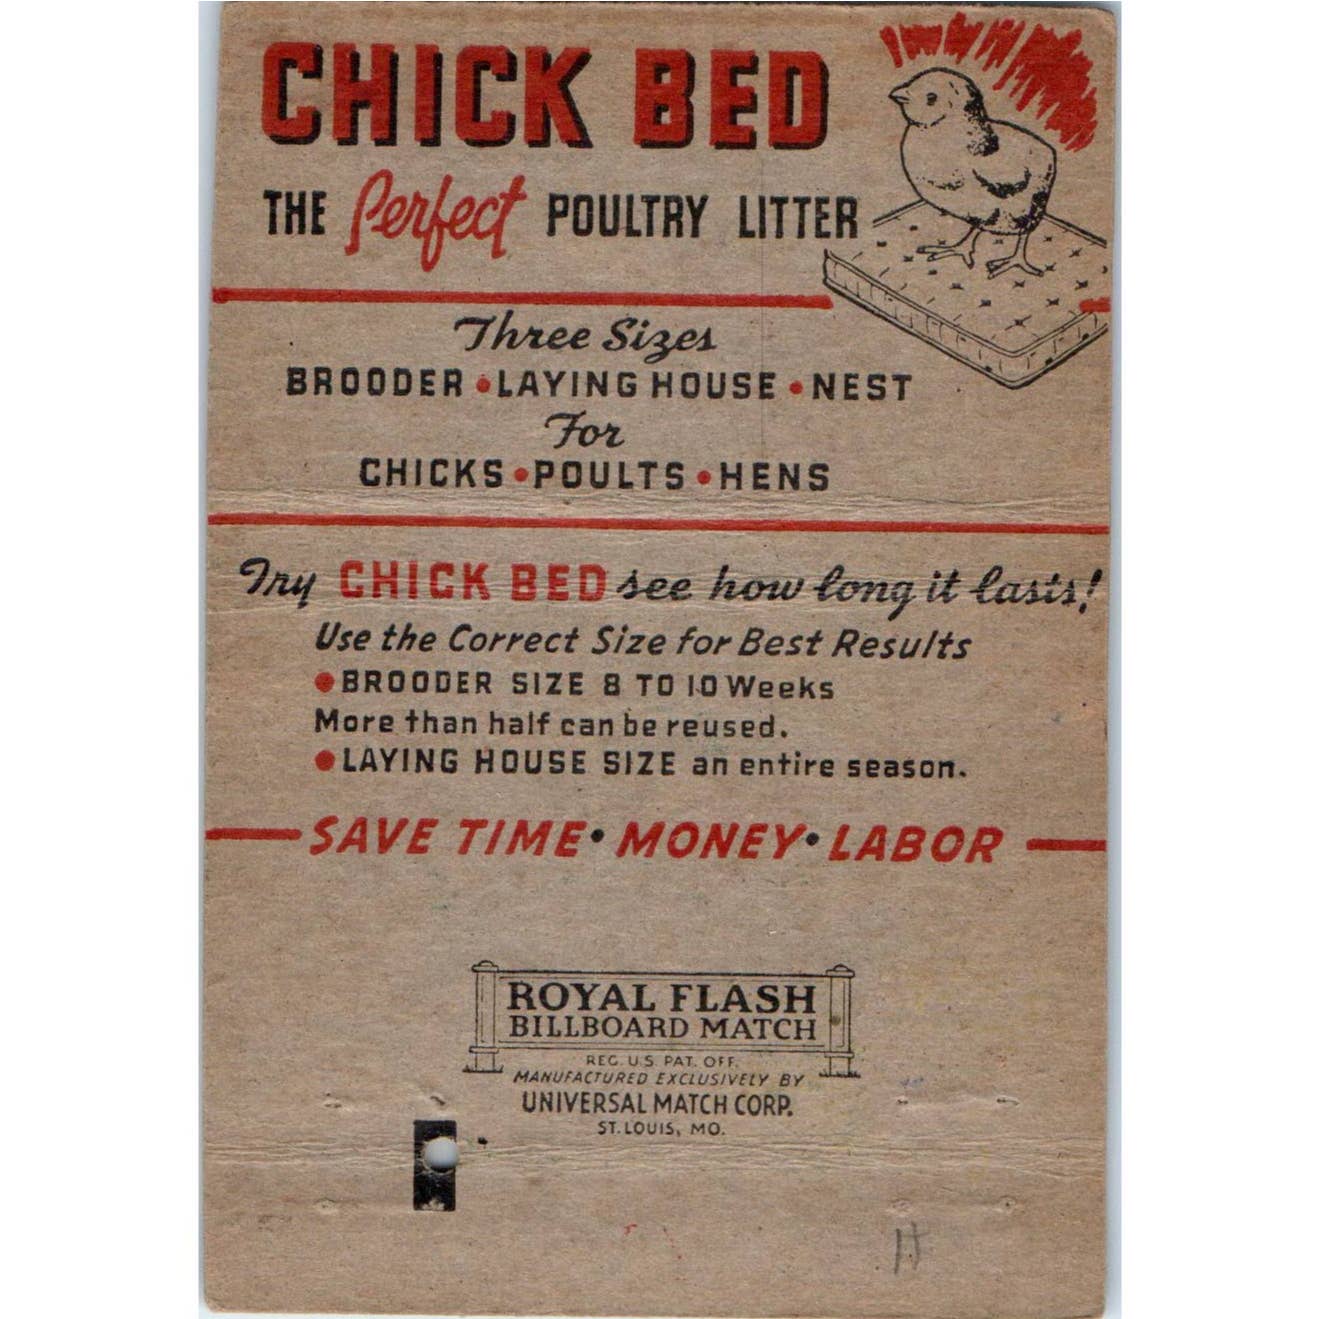 CHICK BED
THE Perfect POULTRY LITTER
Three Sizes
BROODER • LAYING HOUSE • NEST
For
CHICKS • POULTS • HENS
Try CHICK BED see how long it lasts!
Use the Correct Size for Best Results
• BROODER SIZE 8 TO 10 Weeks
More than half can be reused.
• LAYING HOUSE SIZE an entire season.
SAVE TIME • MONEY • LABOR
ROYAL FLASH
BILLBOARD MATCH
REG. U.S. PAT. OFF.
MANUFACTURED EXCLUSIVELY BY
UNIVERSAL MATCH CORP.
ST. LOUIS, MO.
H